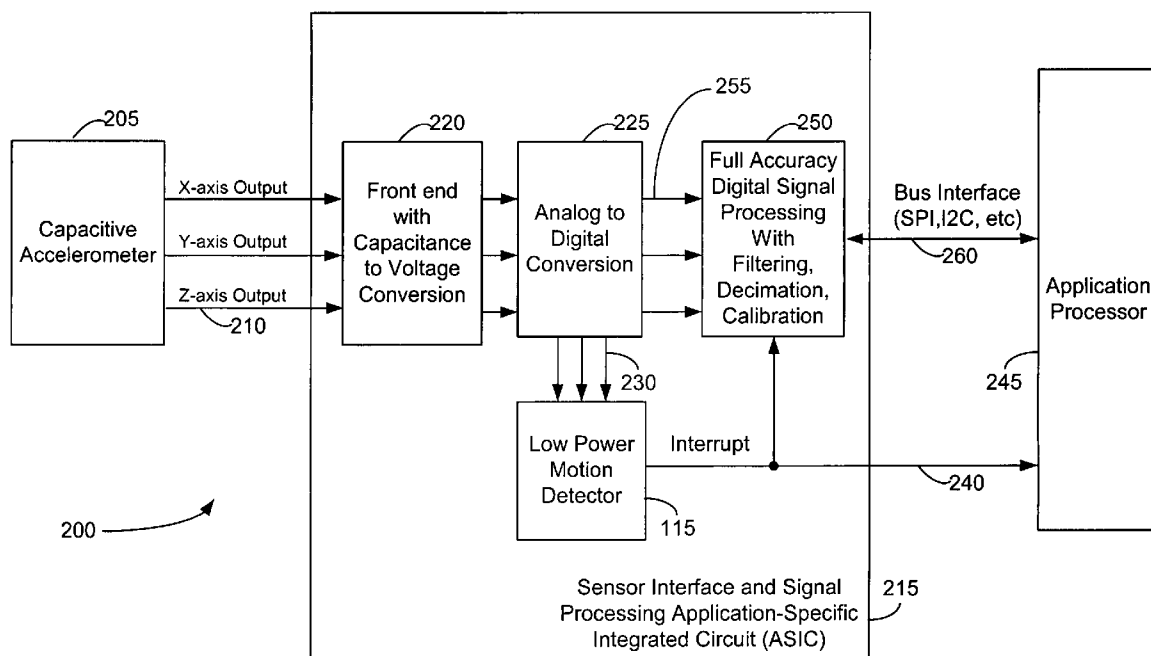 205
Capacitive
Accelerometer
X-axis Output
Y-axis Output
Z-axis Output
210
220
Front end
with
Capacitance
to Voltage
Conversion
225
Analog to
Digital
Conversion
255
250
Full Accuracy
Digital Signal
Processing
With
Filtering,
Decimation,
Calibration
Bus Interface
(SPI,I2C, etc)
260
Application
Processor
245
230
Low Power
Motion
Detector
Interrupt
240
115
200
Sensor Interface and Signal
Processing Application-Specific
Integrated Circuit (ASIC)
215